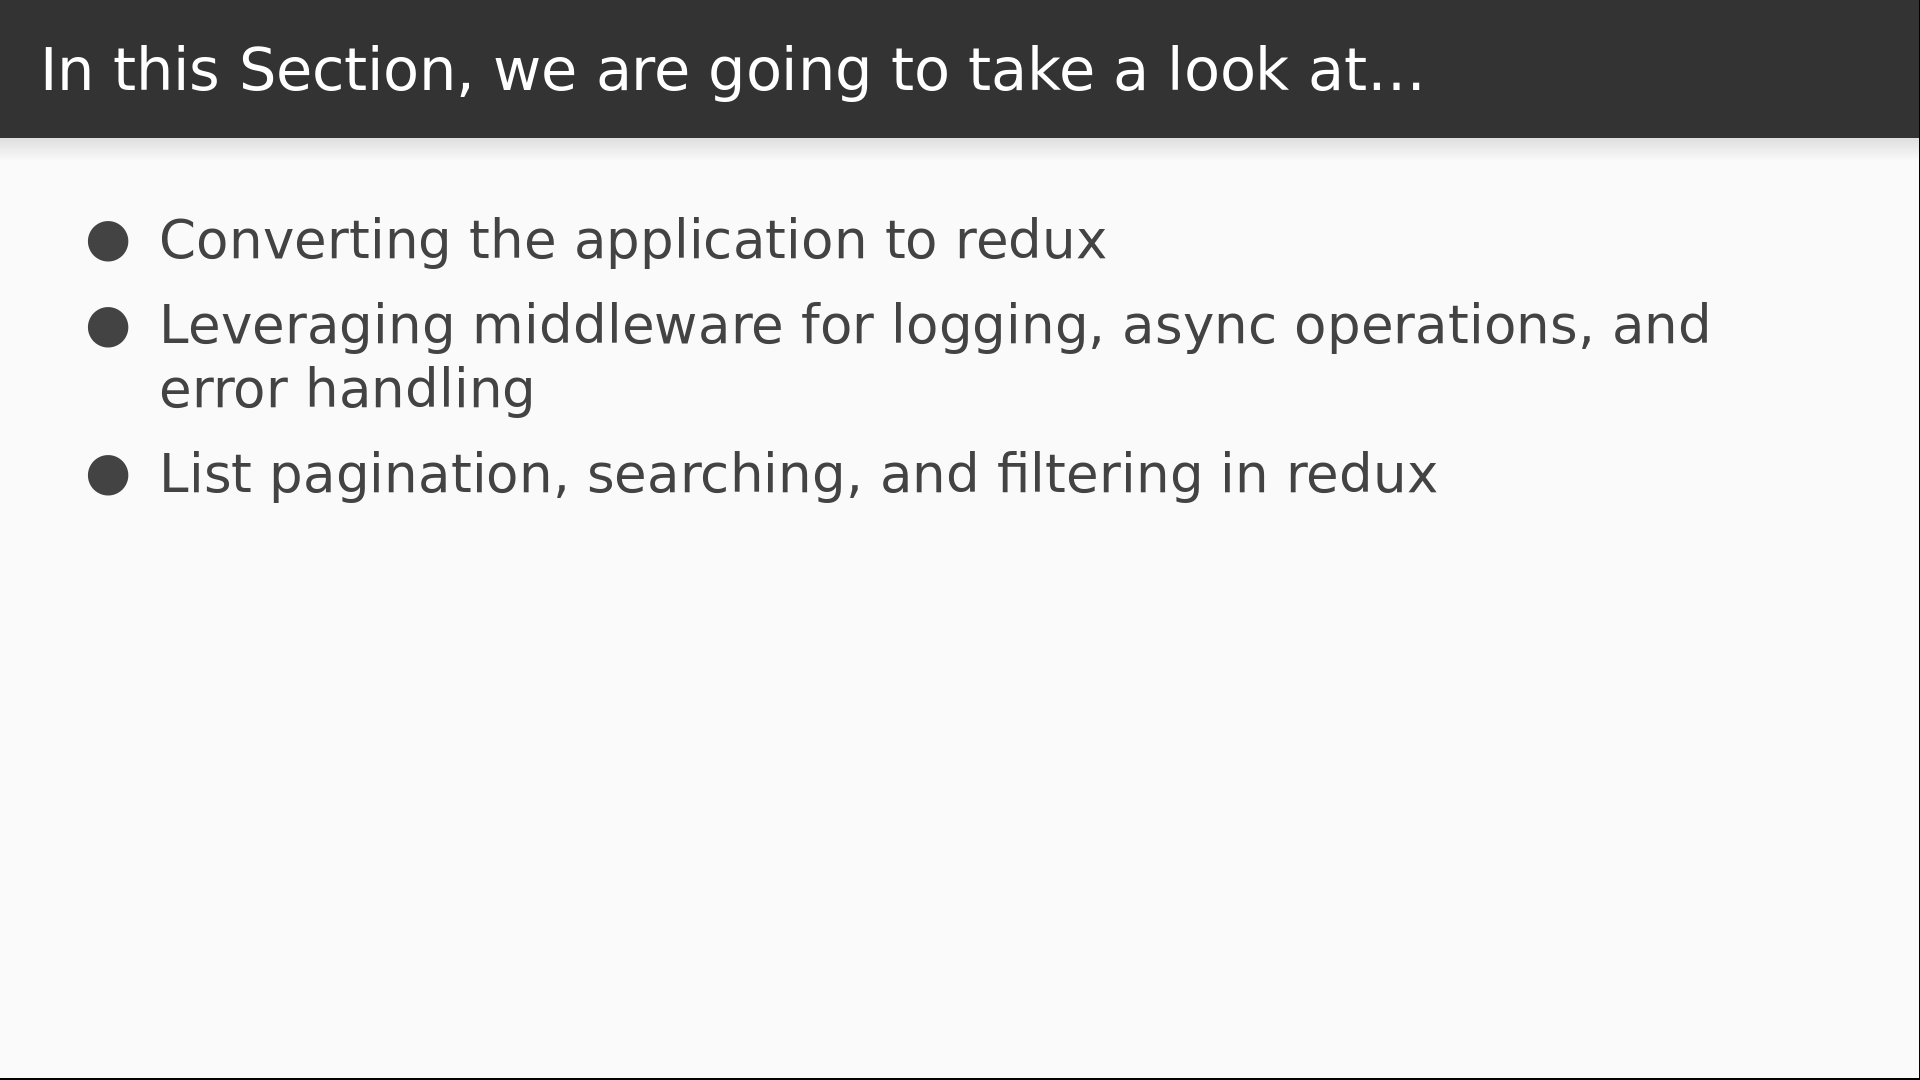 In this Section, we are going to take a look at...
● Converting the application to redux
● Leveraging middleware for logging, async operations, and
error handling
● List pagination, searching, and filtering in redux